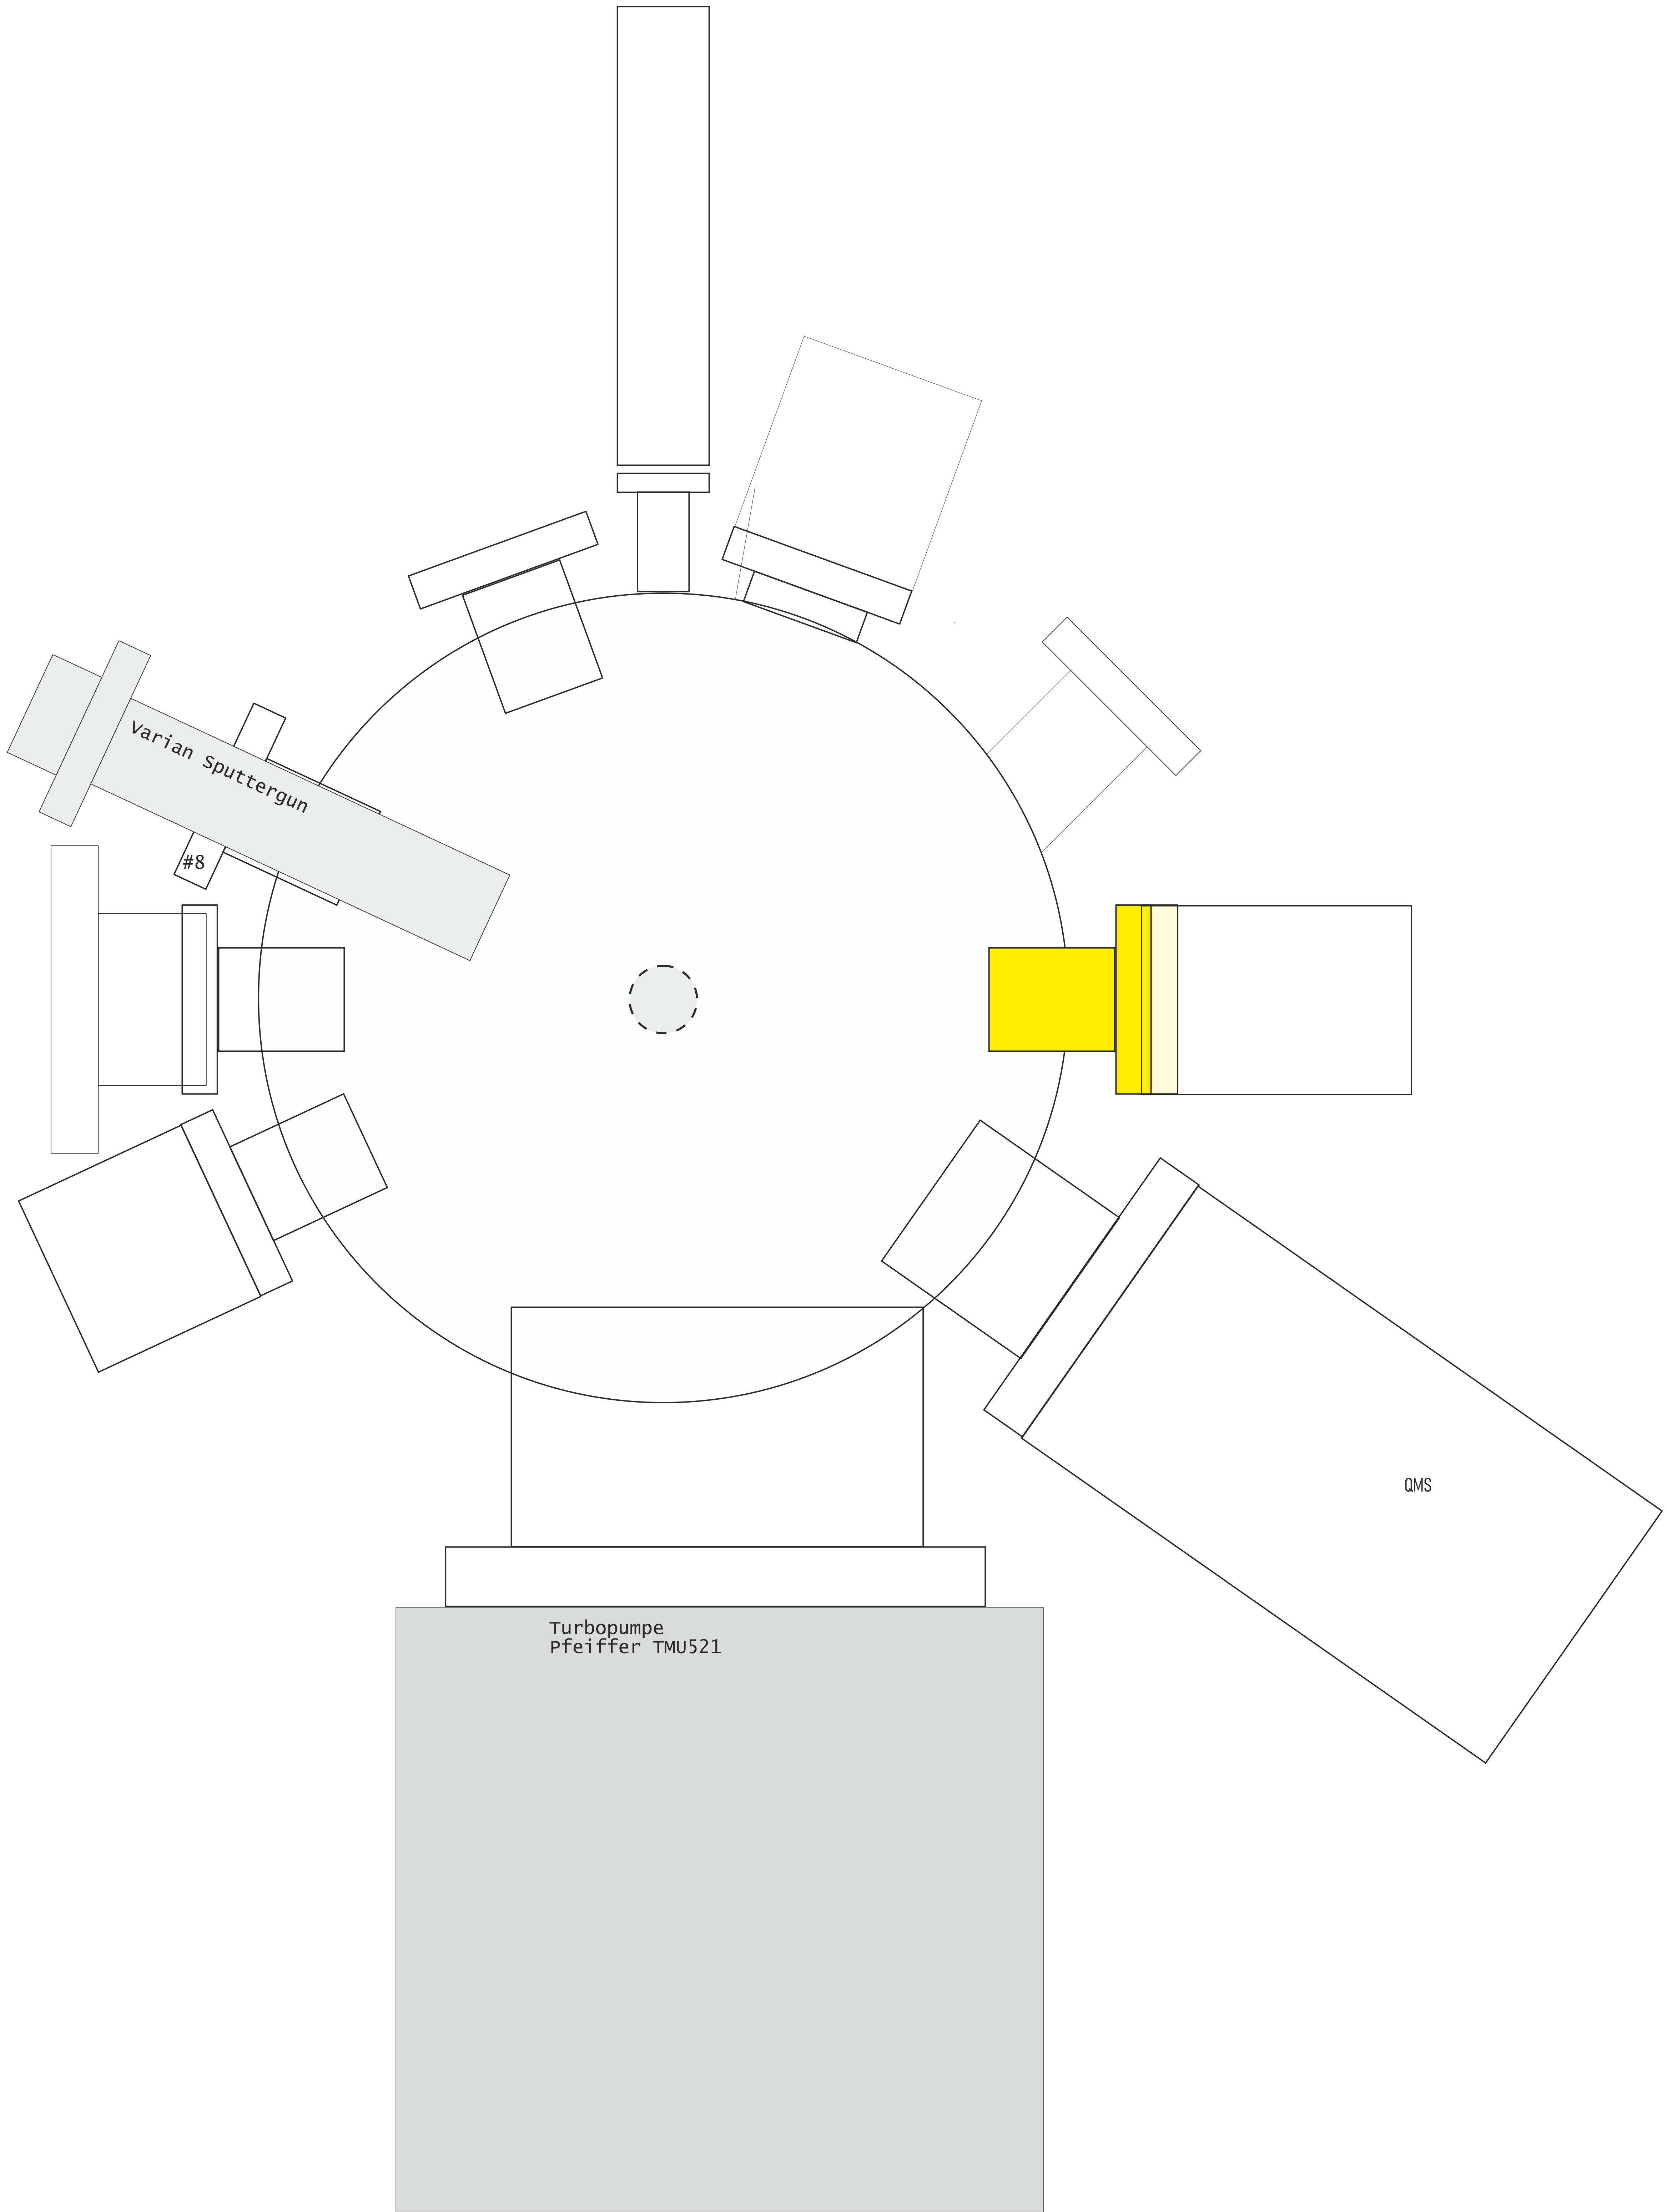 Varian Sputtergun
#8
QMS
Turbopumpe
Pfeiffer TMU521